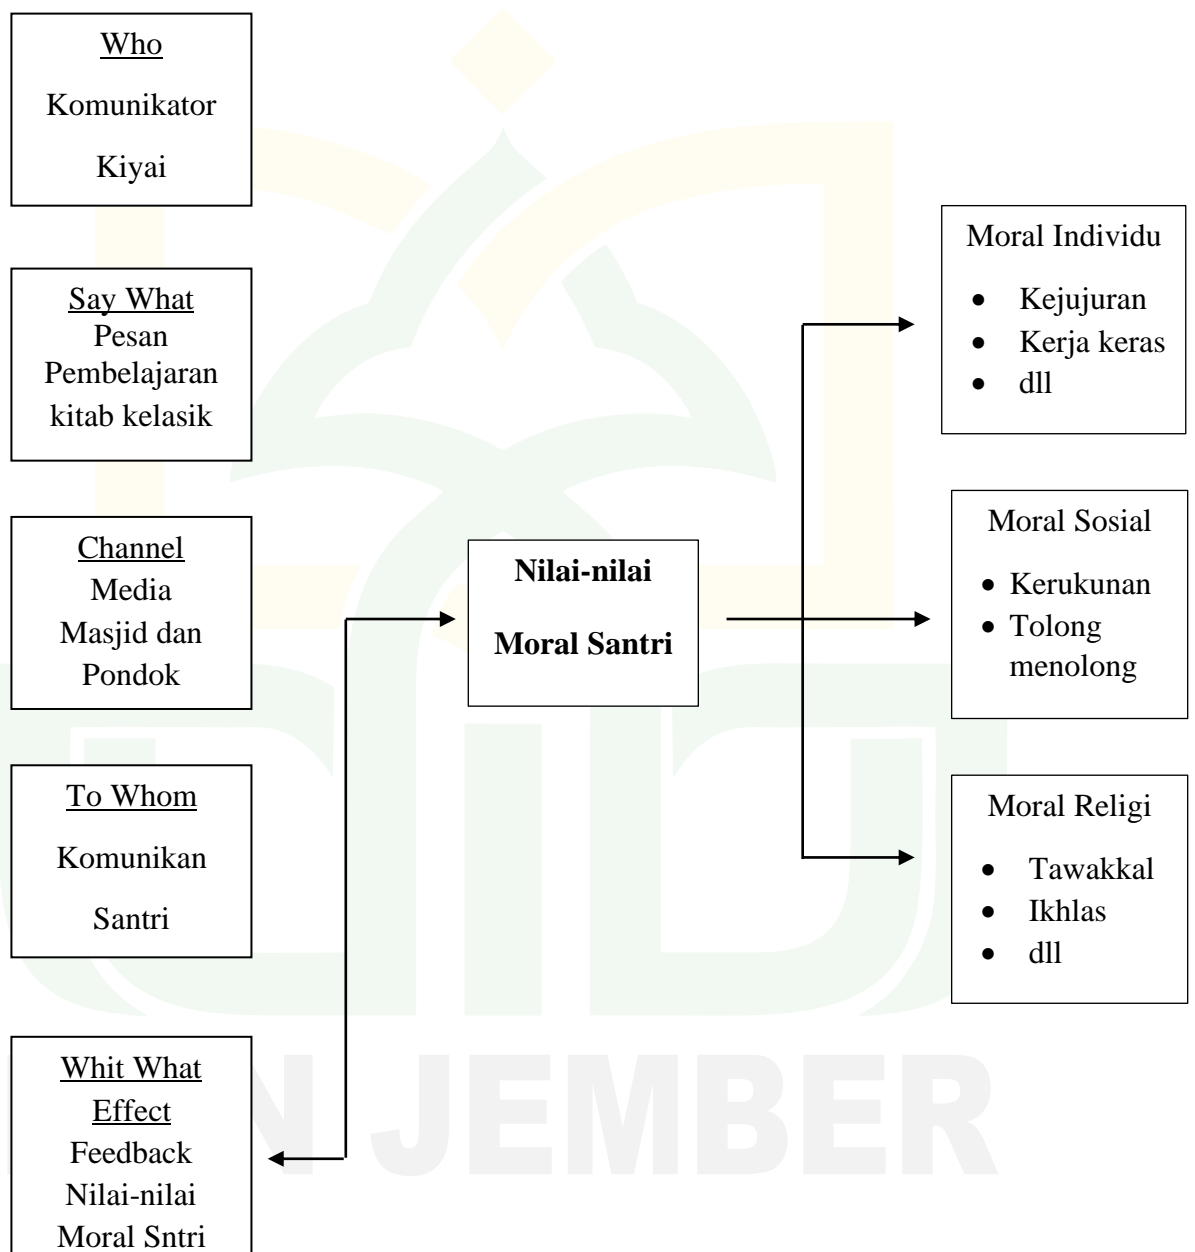 Who
Komunikator
Kiyai
Say What
Pesan
Pembelajaran
kitab kelasik
Channel
Media
Masjid dan
Pondok
To Whom
Komunikan
Santri
Whit What
Effect
Feedback
Nilai-nilai
Moral Sntri
Nilai-nilai
Moral Santri
Moral Individu
• Kejujuran
• Kerja keras
• dll
Moral Sosial
• Kerukunan
• Tolong
menolong
Moral Religi
• Tawakkal
• Ikhlas
• dll
N JEMBER